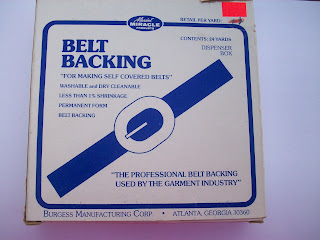 MIRACLE
PRODUCTS
RETAIL PER YARD
BELT
BACKING
CONTENTS: 24 YARDS
DISPENSER
BOX
"FOR MAKING SELF COVERED BELTS"
WASHABLE and DRY CLEANABLE
LESS THAN 1% SHRINKAGE
PERMANENT FORM
BELT BACKING
"THE PROFESSIONAL BELT BACKING
USED BY THE GARMENT INDUSTRY"
BURGESS MANUFACTURING CORP. • ATLANTA, GEORGIA 30360